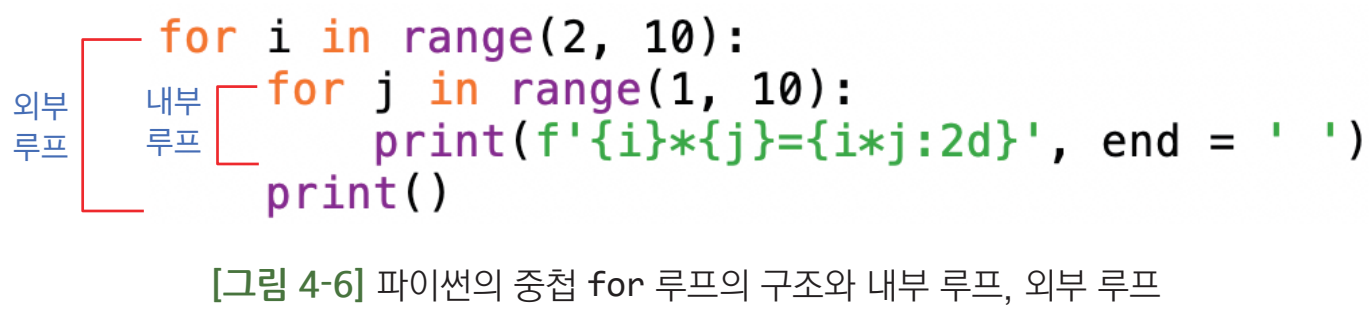 for i in range(2, 10):
for j in range(1, 10):
print(f'{i}*{j}={i*j:2d}', end = ' ')
print()
외부
루프
내부
루프
[그림 4-6] 파이썬의 중첩 for 루프의 구조와 내부 루프, 외부 루프